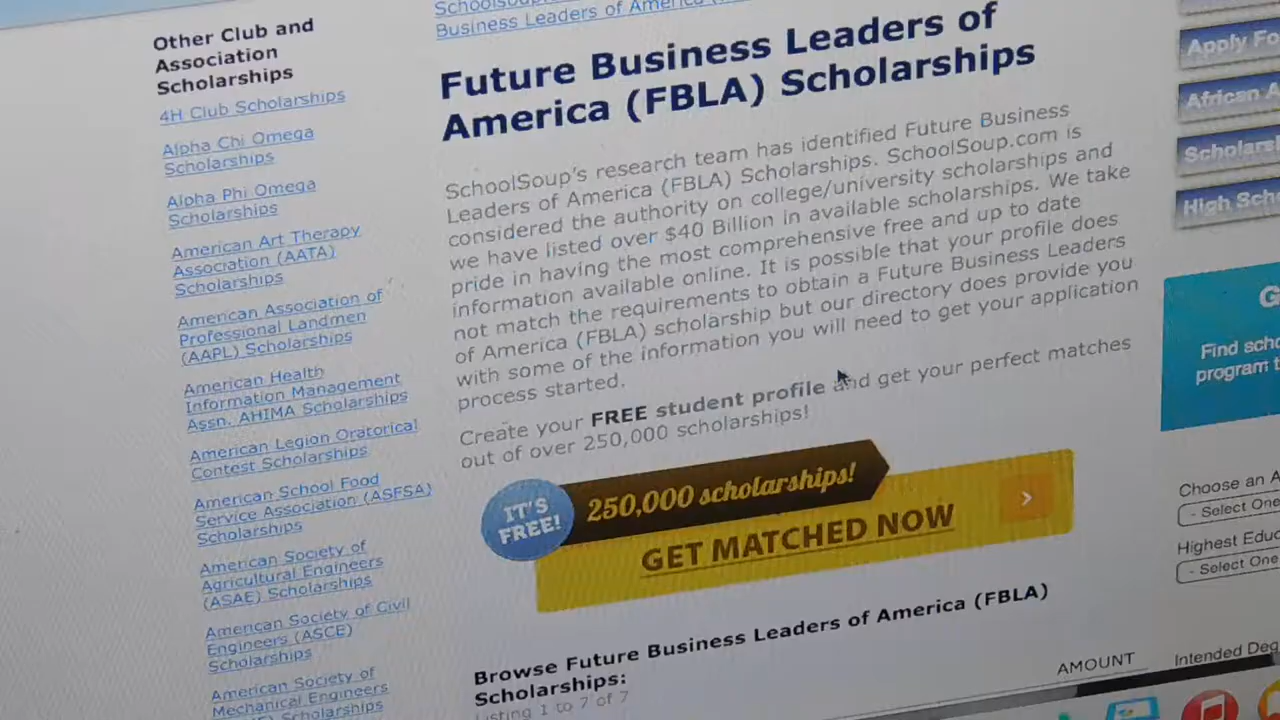 Business Leaders of America
Future Business Leaders of
America (FBLA) Scholarships
SchoolSoup's research team has identified Future Business
Leaders of America (FBLA) Scholarships. SchoolSoup.com is
considered the authority on college/university scholarships and
we have listed over $40 Billion in available scholarships. We take
pride in having the most comprehensive free and up to date
information available online. It is possible that your profile does
not match the requirements to obtain a Future Business Leaders
of America (FBLA) scholarship but our directory does provide you
with some of the information you will need to get your application
process started.
Create your FREE student profile and get your perfect matches
out of over 250,000 scholarships!
IT'S
FREE!
250,000 scholarships!
GET MATCHED NOW
Browse Future Business Leaders of America (FBLA)
Scholarships:
Listing 1 to 7 of 7
AMOUNT
Other Club and
Association
Scholarships
4H Club Scholarships
Alpha Chi Omega
Scholarships
Alpha Phi Omega
Scholarships
American Art Therapy
Association (AATA)
Scholarships
American Association of
Professional Landmen
(AAPL) Scholarships
American Health
Information Management
Assn. AHIMA Scholarships
American Legion Oratorical
Contest Scholarships
American School Food
Service Association (ASFSA)
Scholarships
American Society of
Agricultural Engineers
(ASAE) Scholarships
American Society of Civil
Engineers (ASCE)
Scholarships
American Society of
Mechanical Engineers
Scholarships
Apply
African
High
Find
program
Choose an
- Select One
Highest
- Select One
Intended